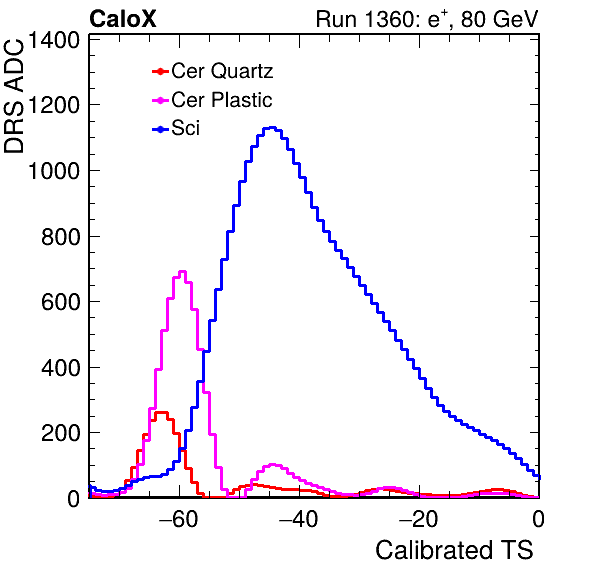 CaloX Run 1360: e+, 80 GeV
DRS ADC
1400
1200
1000
800
600
400
200
0
Cer Quartz
Cer Plastic
Sci
−60 −40 −20 0
Calibrated TS